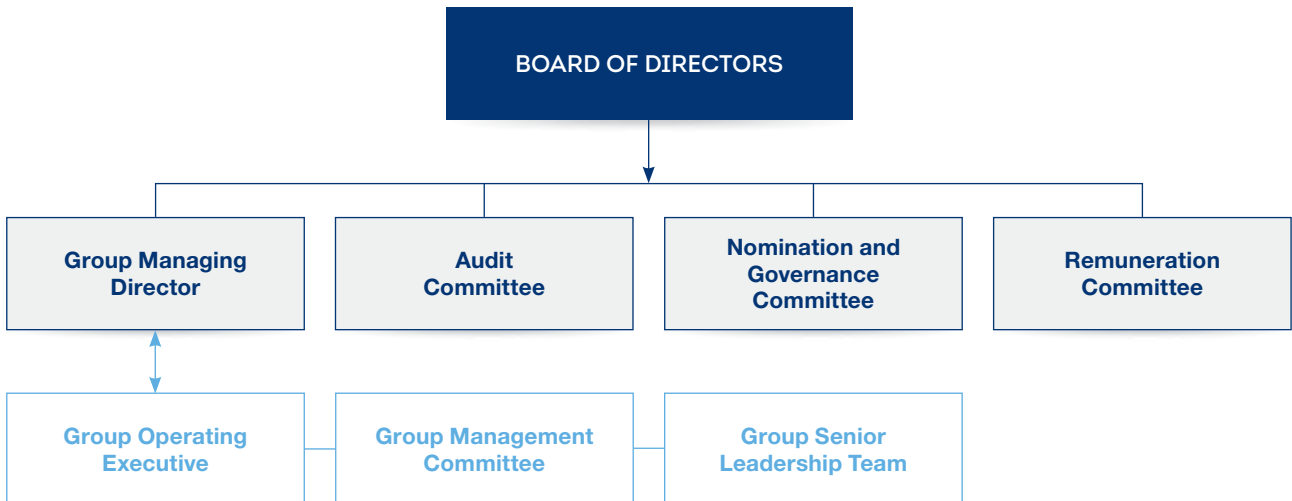 BOARD OF DIRECTORS
Group Managing
Director
Audit
Committee
Nomination and
Governance
Committee
Remuneration
Committee
Group Operating
Executive
Group Management
Committee
Group Senior
Leadership Team